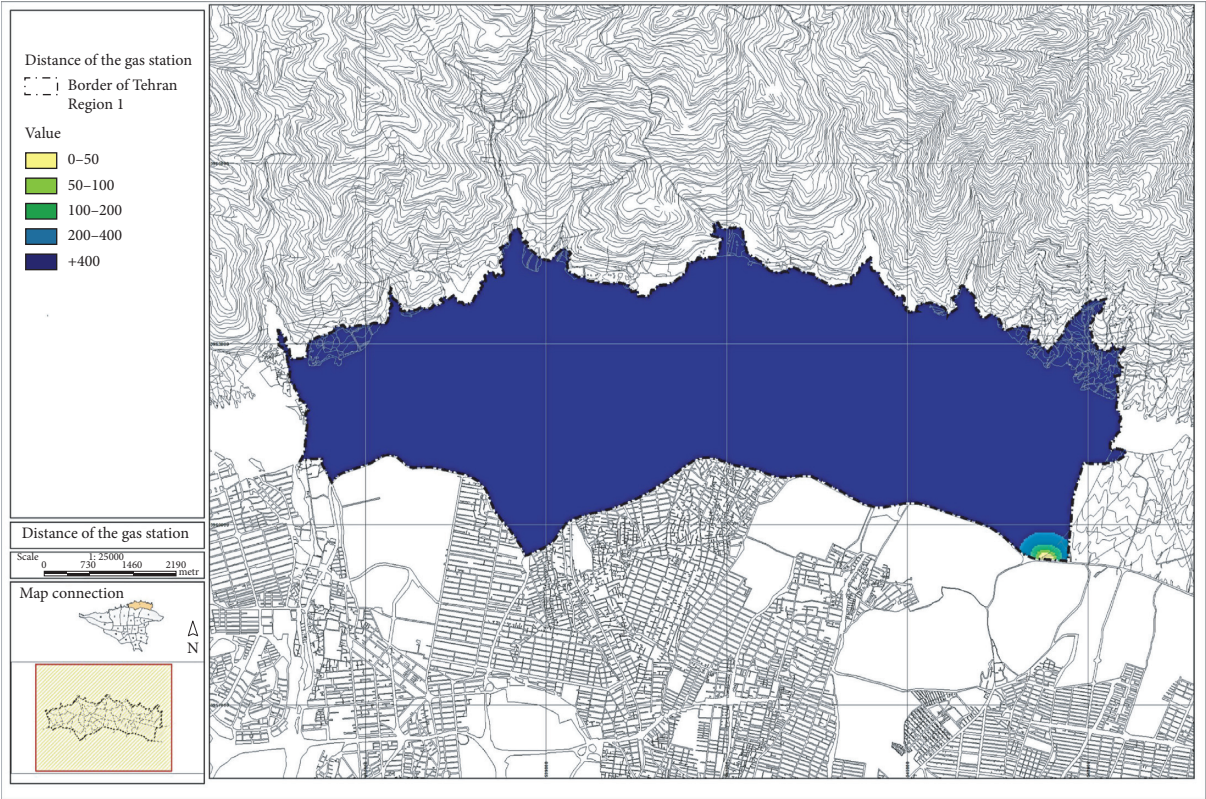 Distance of the gas station
Border of Tehran
Region 1
Value
0–50
50–100
100–200
200–400
+400
Distance of the gas station
Scale
1: 25000
0 730 1460 2190
metr
Map connection
N